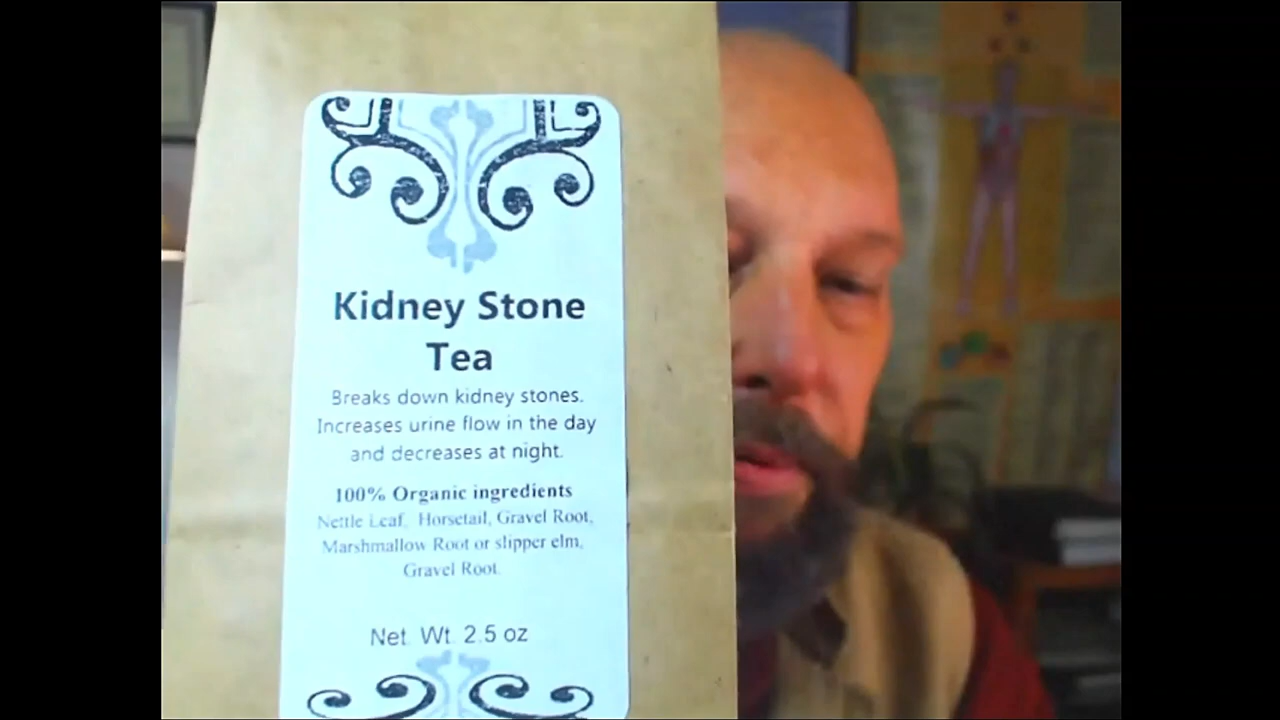 Kidney Stone
Tea
Breaks down kidney stones.
Increases urine flow in the day
and decreases at night.
100% Organic ingredients
Nettle Leaf, Horsetail, Gravel Root,
Marshmallow Root or slipper elm,
Gravel Root.
Net. Wt. 2.5 oz